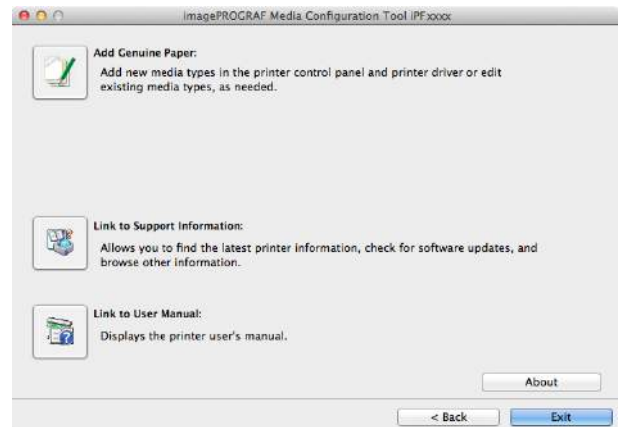 imagePROGRAF Media Configuration Tool iPFxxxx
Add Genuine Paper:
Add new media types in the printer control panel and printer driver or edit
existing media types, as needed.
Link to Support Information:
Allows you to find the latest printer information, check for software updates, and
browse other information.
Link to User Manual:
Displays the printer user's manual.
About
< Back
Exit